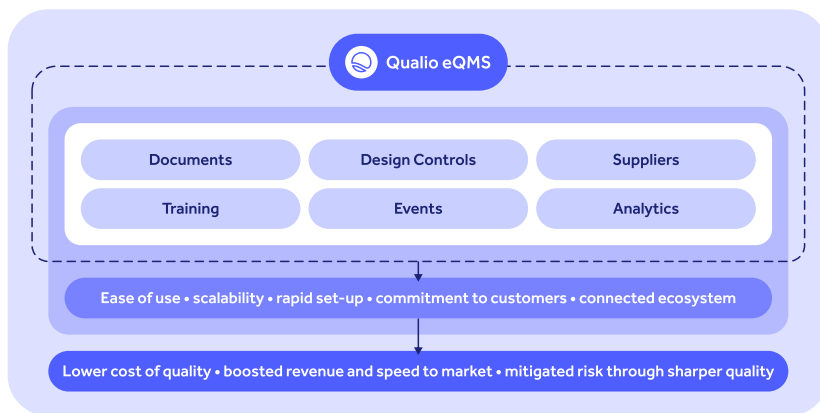 Qualio eQMS
Documents
Design Controls
Suppliers
Training
Events
Analytics
Ease of use • scalability • rapid set-up • commitment to customers • connected ecosystem
Lower cost of quality • boosted revenue and speed to market • mitigated risk through sharper quality